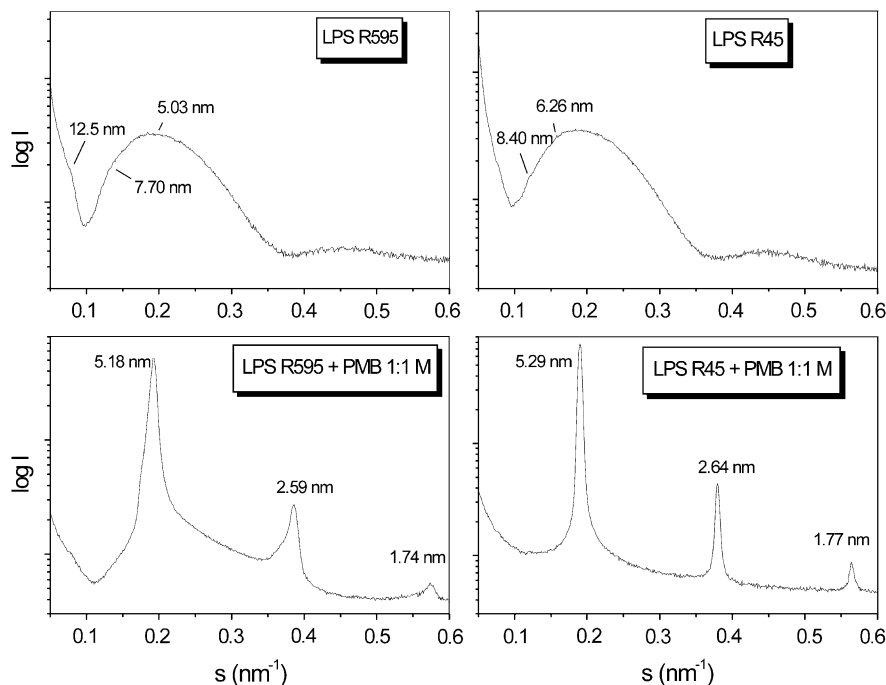 LPS R595
LPS R45
log I
12.5 nm
5.03 nm
7.70 nm
8.40 nm
6.26 nm
0.1 0.2 0.3 0.4 0.5 0.6
0.1 0.2 0.3 0.4 0.5 0.6
LPS R595 + PMB 1:1 M
LPS R45 + PMB 1:1 M
log I
5.18 nm
2.59 nm
1.74 nm
5.29 nm
2.64 nm
1.77 nm
0.1 0.2 0.3 0.4 0.5 0.6
0.1 0.2 0.3 0.4 0.5 0.6
s (nm⁻¹)
s (nm⁻¹)